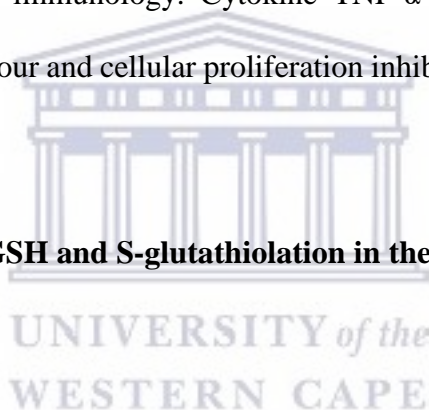 immunology. Cytokine TNF α
our and cellular proliferation inhib
GSH and S-glutathiolation in the
UNIVERSITY of the
WESTERN CAPE